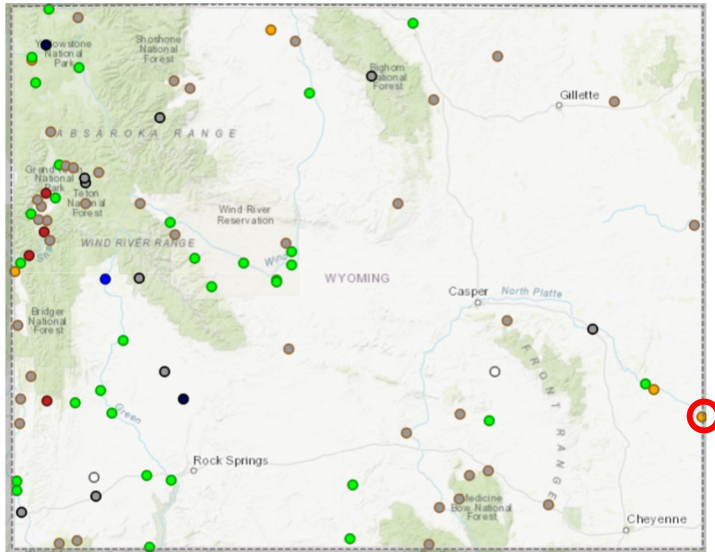 Yellowstone
National
Park
Shoshone
National
Forest
Bighorn
National
Forest
Gillette
ABSAROKA RANGE
Grand Teton
National
Park
Teton
National
Forest
Wind River
Reservation
WIND RIVER RANGE
Wind
WYOMING
Casper
North Platte
Bridger
National
Forest
FRONT RANGE
Green
Rock Springs
Medicine
Bow National
Forest
Cheyenne